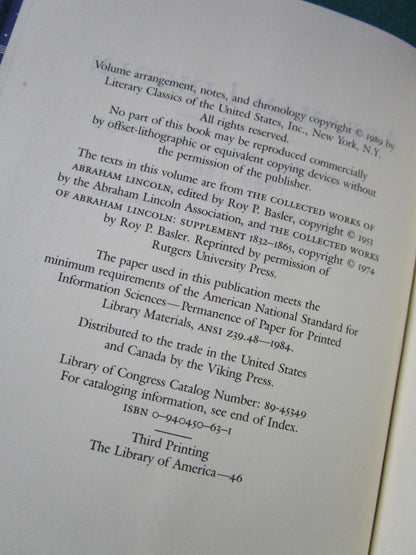 Volume arrangement, notes, and chronology copyright © 1989 by
Literary Classics of the United States, Inc., New York, N.Y.
All rights reserved.
No part of this book may be reproduced commercially
by offset-lithographic or equivalent copying devices without
the permission of the publisher.
The texts in this volume are from THE COLLECTED WORKS OF
ABRAHAM LINCOLN, edited by Roy P. Basler, copyright © 1953
by the Abraham Lincoln Association, and THE COLLECTED WORKS
OF ABRAHAM LINCOLN: SUPPLEMENT 1832–1865, copyright © 1974
by Roy P. Basler. Reprinted by permission of
Rutgers University Press.
The paper used in this publication meets the
minimum requirements of the American National Standard for
Information Sciences—Permanence of Paper for Printed
Library Materials, ANSI Z39.48–1984.
Distributed to the trade in the United States
and Canada by the Viking Press.
Library of Congress Catalog Number: 89-45349
For cataloging information, see end of Index.
ISBN 0–940450–63–1
Third Printing
The Library of America—46